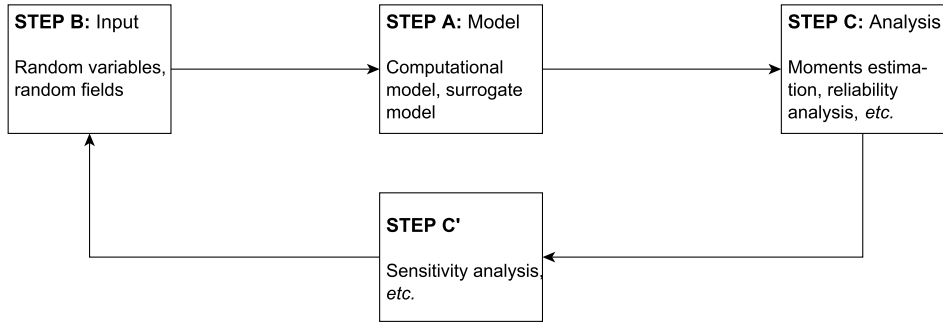 STEP B: Input
Random variables,
random fields
STEP A: Model
Computational
model, surrogate
model
STEP C: Analysis
Moments estima-
tion, reliability
analysis, etc.
STEP C'
Sensitivity analysis,
etc.